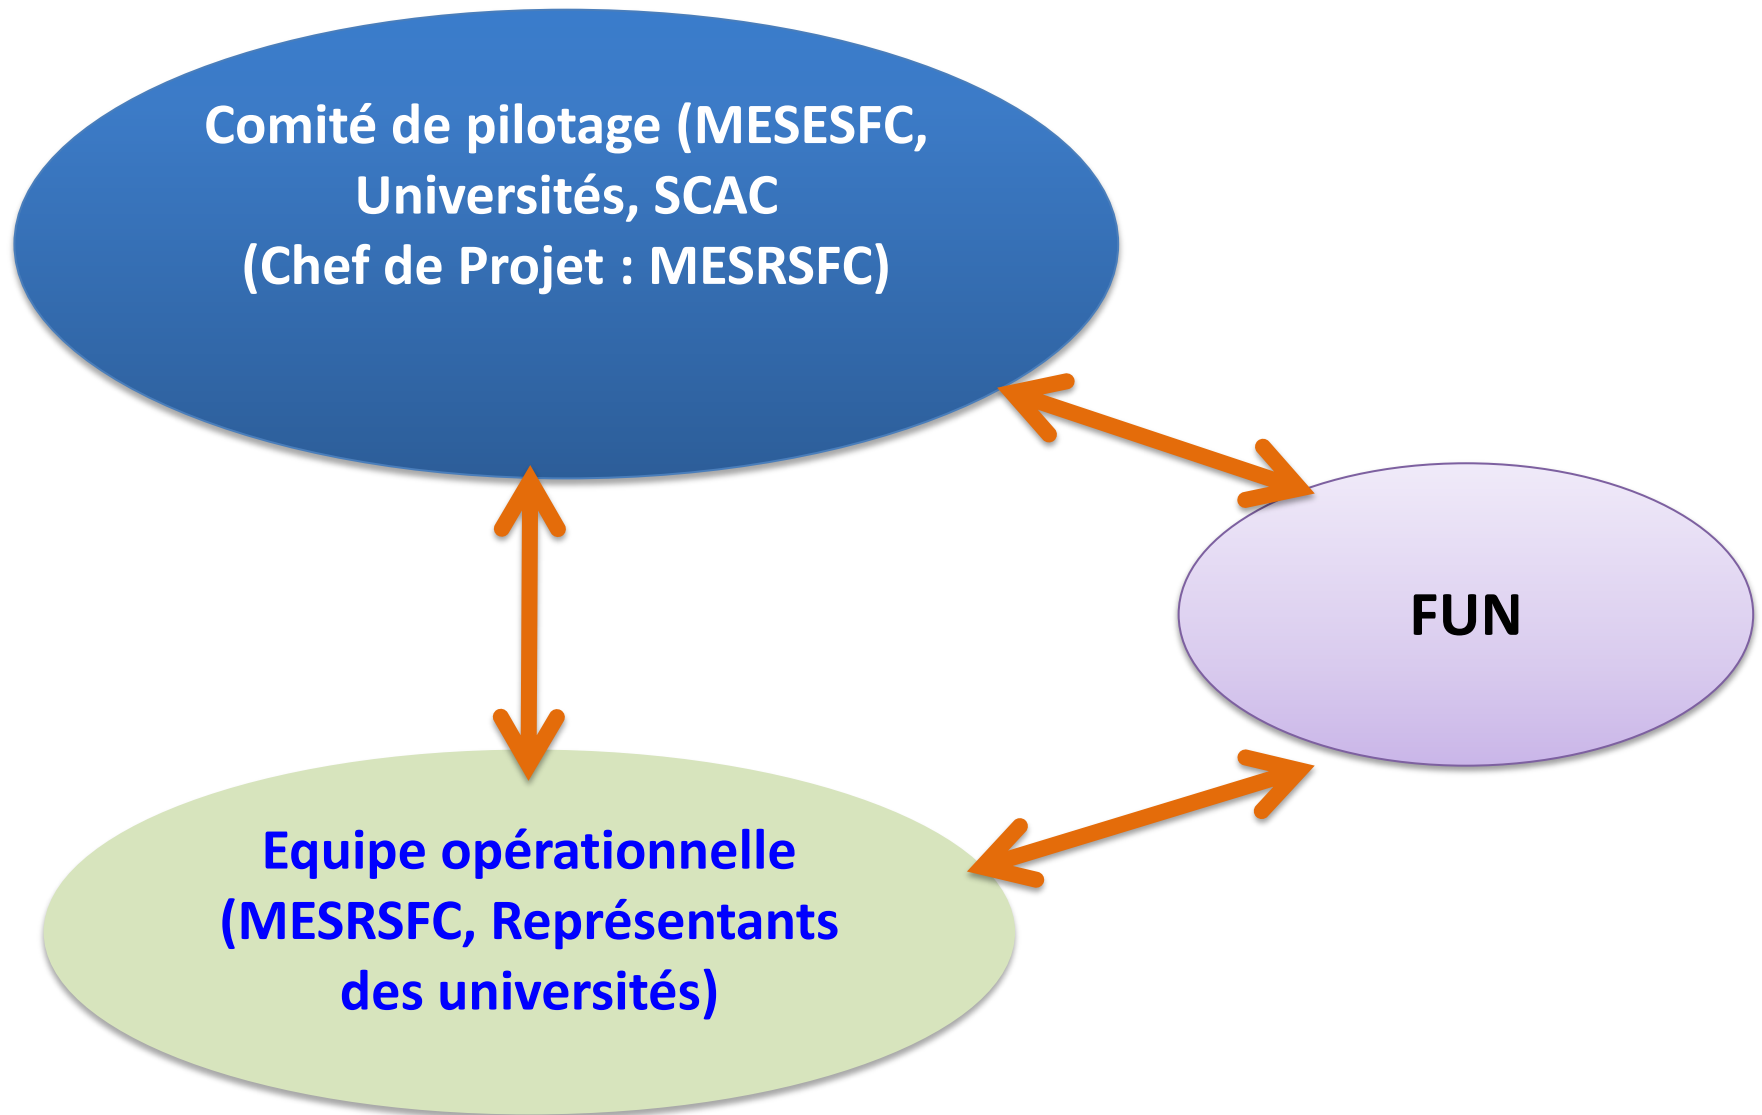 Comité de pilotage (MESESFC,
Universités, SCAC
(Chef de Projet : MESRSFC)
FUN
Equipe opérationnelle
(MESRSFC, Représentants
des universités)